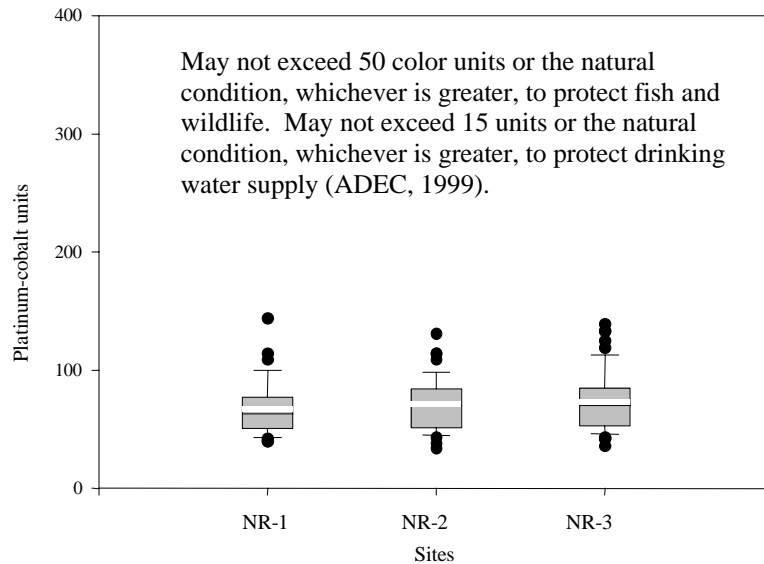 400
May not exceed 50 color units or the natural
condition, whichever is greater, to protect fish and
wildlife.  May not exceed 15 units or the natural
condition, whichever is greater, to protect drinking
water supply (ADEC, 1999).
300
200
100
0
Platinum-cobalt units
NR-1 NR-2 NR-3
Sites